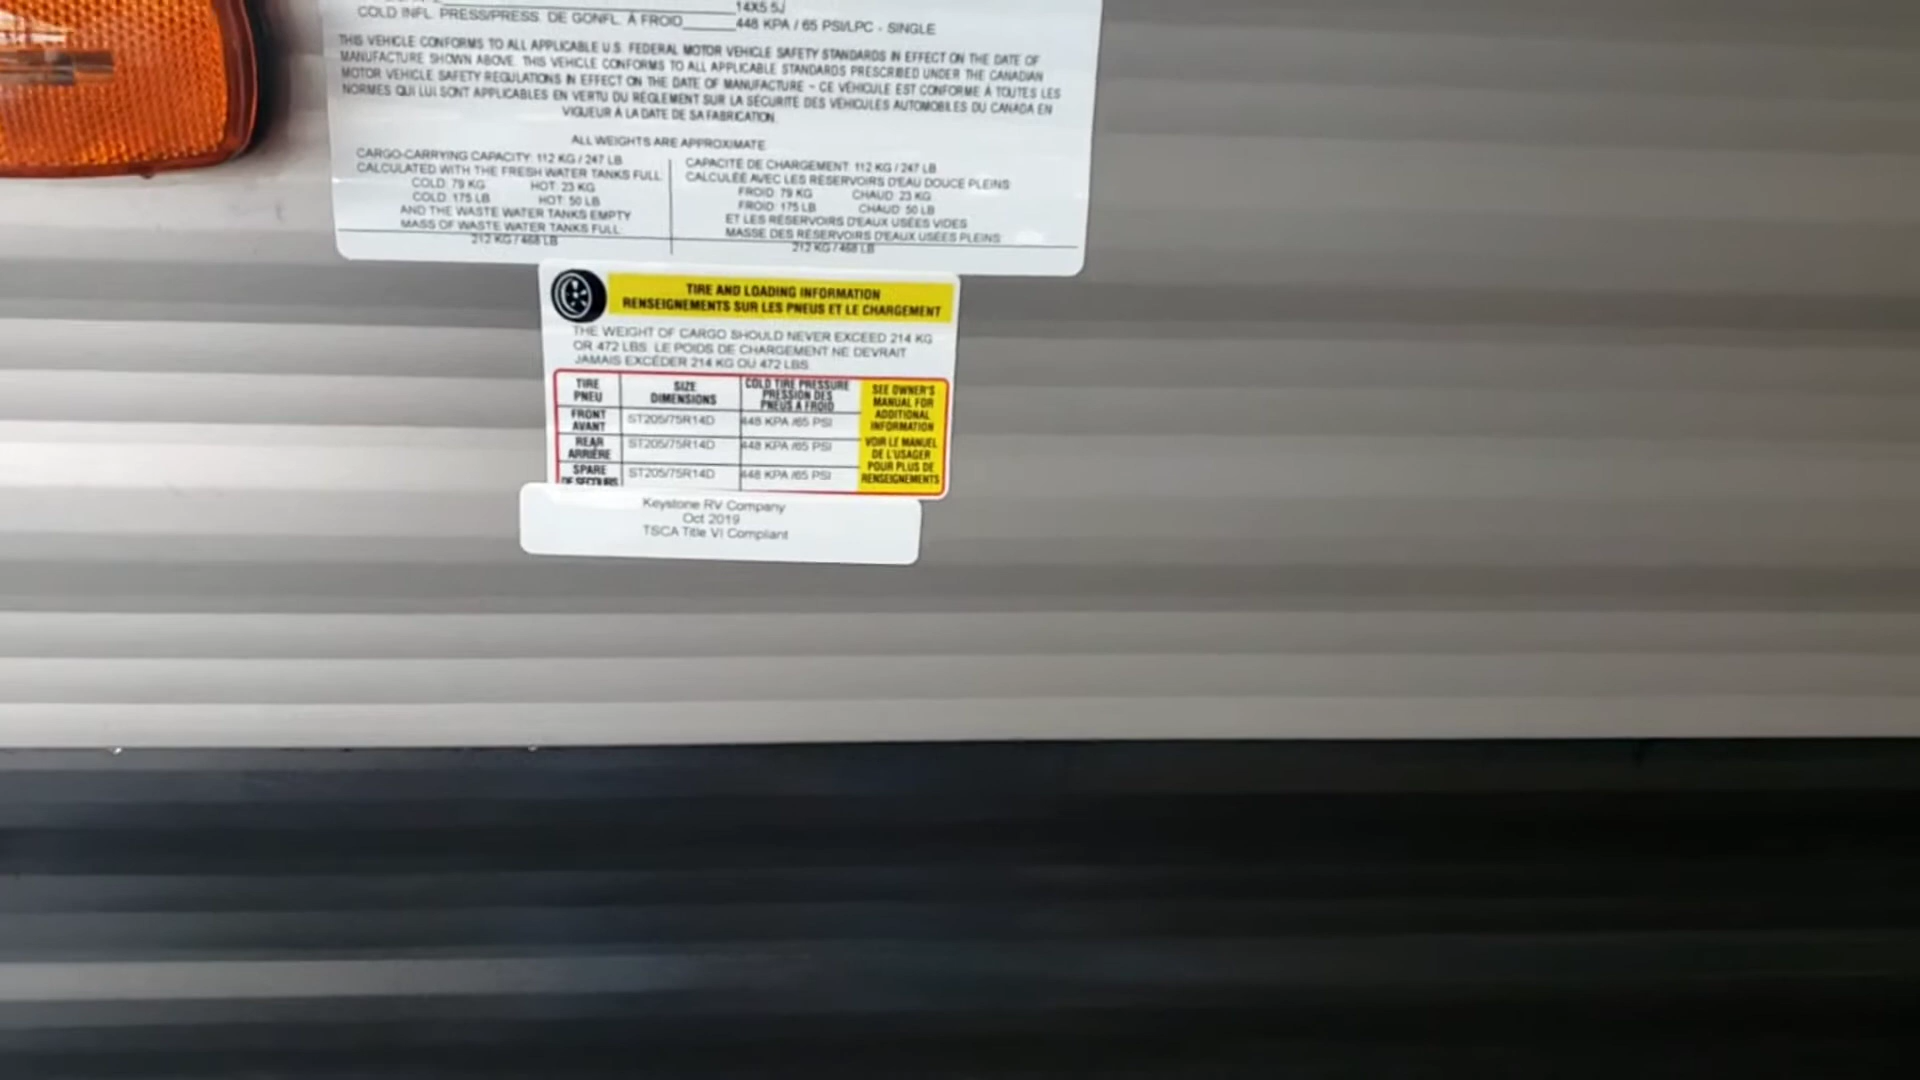 14X5 5J
COLD INFL. PRESS/PRESS. DE GONFL. À FROID 448 KPA / 65 PSI/LPC - SINGLE
THIS VEHICLE CONFORMS TO ALL APPLICABLE U.S. FEDERAL MOTOR VEHICLE SAFETY STANDARDS IN EFFECT ON THE DATE OF
MANUFACTURE SHOWN ABOVE. THIS VEHICLE CONFORMS TO ALL APPLICABLE STANDARDS PRESCRIBED UNDER THE CANADIAN
MOTOR VEHICLE SAFETY REGULATIONS IN EFFECT ON THE DATE OF MANUFACTURE - CE VÉHICULE EST CONFORME À TOUTES LES
NORMES QUI LUI SONT APPLICABLES EN VERTU DU RÈGLEMENT SUR LA SÉCURITÉ DES VÉHICULES AUTOMOBILES DU CANADA EN
VIGUEUR À LA DATE DE SA FABRICATION.
ALL WEIGHTS ARE APPROXIMATE
CARGO-CARRYING CAPACITY: 112 KG / 247 LB
CALCULATED WITH THE FRESH WATER TANKS FULL
COLD: 79 KG HOT: 23 KG
COLD: 175 LB HOT: 50 LB
AND THE WASTE WATER TANKS EMPTY
MASS OF WASTE WATER TANKS FULL:
212 KG / 468 LB
CAPACITÉ DE CHARGEMENT: 112 KG / 247 LB
CALCULÉE AVEC LES RÉSERVOIRS D'EAU DOUCE PLEINS
FROID: 79 KG CHAUD: 23 KG
FROID: 175 LB CHAUD: 50 LB
ET LES RÉSERVOIRS D'EAUX USÉES VIDES
MASSE DES RÉSERVOIRS D'EAUX USÉES PLEINS:
212 KG / 468 LB
TIRE AND LOADING INFORMATION
RENSEIGNEMENTS SUR LES PNEUS ET LE CHARGEMENT
THE WEIGHT OF CARGO SHOULD NEVER EXCEED 214 KG
OR 472 LBS. LE POIDS DE CHARGEMENT NE DEVRAIT
JAMAIS EXCÉDER 214 KG OU 472 LBS.
TIRE
PNEU
SIZE
DIMENSIONS
COLD TIRE PRESSURE
PRESSION DES
PNEUS A FROID
FRONT
AVANT
ST205/75R14D
448 KPA /65 PSI
REAR
ARRIÈRE
ST205/75R14D
448 KPA /65 PSI
SPARE
DE SECOURS
ST205/75R14D
448 KPA /65 PSI
SEE OWNER'S
MANUAL FOR
ADDITIONAL
INFORMATION
VOIR LE MANUEL
DE L'USAGER
POUR PLUS DE
RENSEIGNEMENTS
Keystone RV Company
Oct 2019
TSCA Title VI Compliant